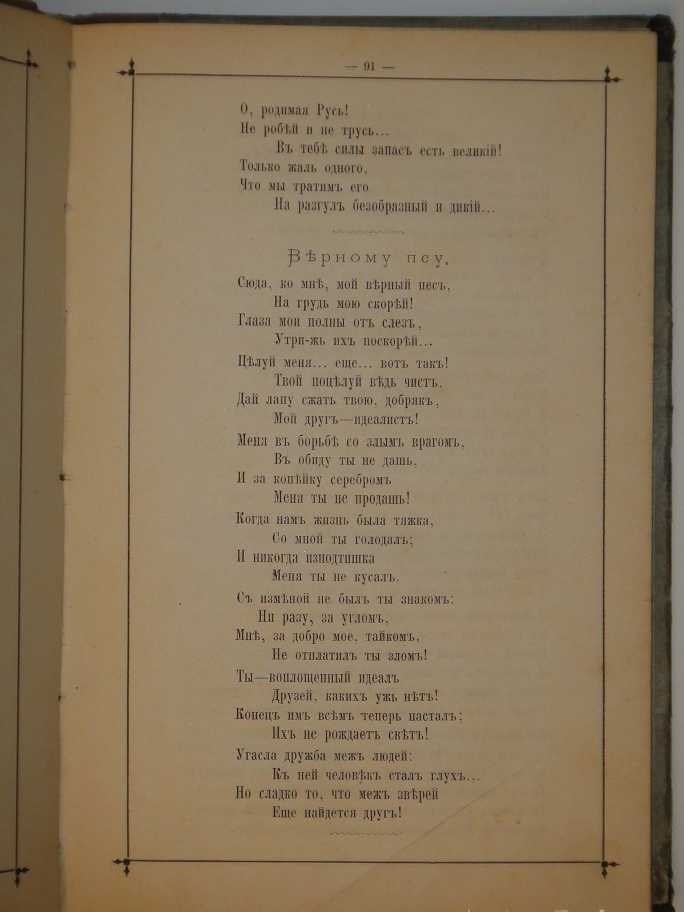 — 91 —
О, родимая Русь!
Не робѣй и не трусь...
Въ тебѣ силы запасъ есть великій!
Только жаль одного,
Что мы тратимъ его
На разгулъ безобразный и дикій...
Вѣрному псу.
Сюда, ко мнѣ, мой вѣрный песъ,
На грудь мою скорѣй!
Глаза мои полны отъ слезъ,
Утри-жь ихъ поскорѣй...
Цѣлуй меня... еще... вотъ такъ!
Твой поцѣлуй вѣдь чистъ,
Дай лапу сжать твою, добрякъ,
Мой другъ—идеалистъ!
Меня въ борьбѣ со злымъ врагомъ,
Въ обиду ты не дашь,
И за копѣйку серебромъ
Меня ты не продашь!
Когда намъ жизнь была тяжка,
Со мной ты голодалъ;
И никогда изподтишка
Меня ты не кусалъ.
Съ измѣной не былъ ты знакомъ:
Ни разу, за угломъ,
Мнѣ, за добро мое, тайкомъ,
Не отплатилъ ты зломъ!
Ты—воплощенный идеалъ
Друзей, какихъ ужь нѣтъ!
Конецъ имъ всѣмъ теперь насталъ;
Ихъ не рождаетъ свѣтъ!
Угасла дружба межъ людей:
Къ ней человѣкъ сталъ глухъ...
Но сладко то, что межъ звѣрей
Еще найдется другъ!